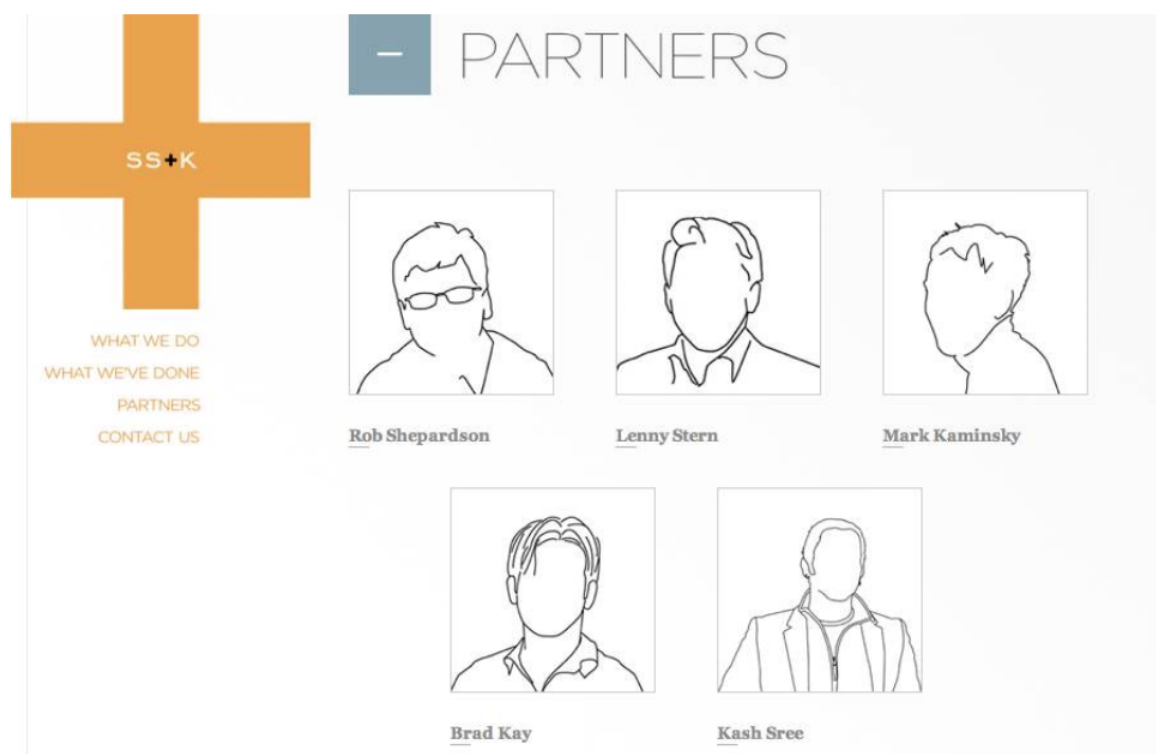 PARTNERS
SS+K
WHAT WE DO
WHAT WE'VE DONE
PARTNERS
CONTACT US
Rob Shepardson
Lenny Stern
Mark Kaminsky
Brad Kay
Kash Sree